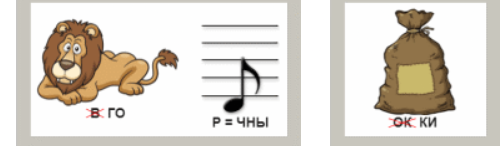 В ГО
Р = ЧНЫ
ОК КИ